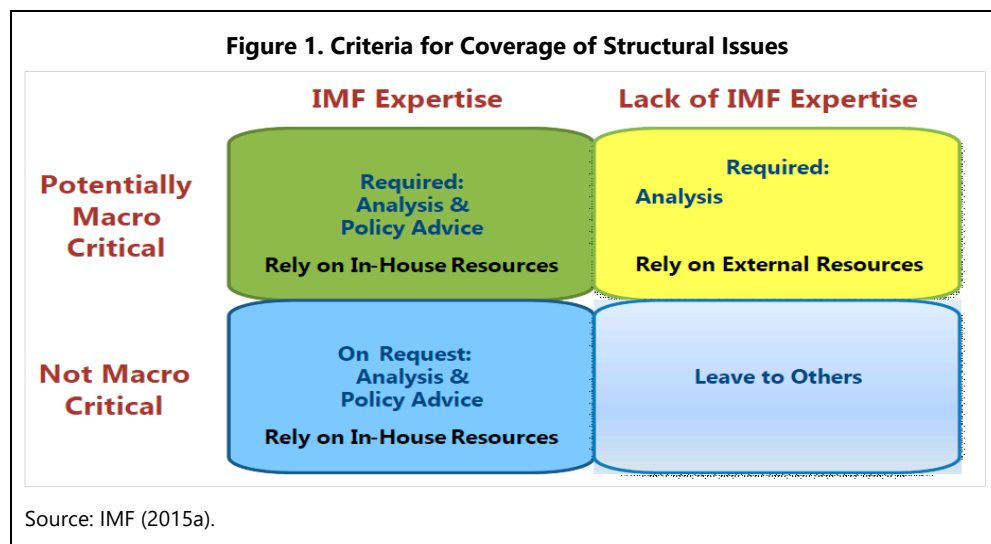 Figure 1. Criteria for Coverage of Structural Issues
IMF Expertise
Lack of IMF Expertise
Potentially
Macro
Critical
Required:
Analysis &
Policy Advice
Rely on In-House Resources
Required:
Analysis
Rely on External Resources
Not Macro
Critical
On Request:
Analysis &
Policy Advice
Rely on In-House Resources
Leave to Others
Source: IMF (2015a).